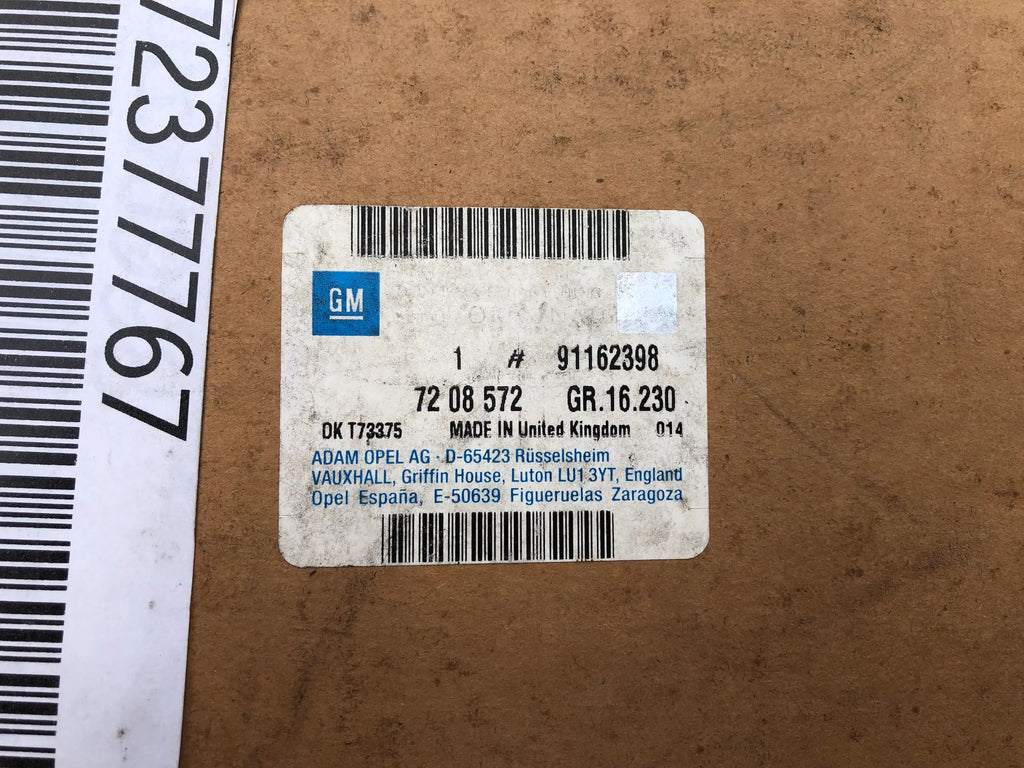 7237767
GM
1 # 91162398
72 08 572 GR.16.230
DK T73375 MADE IN United Kingdom 014
ADAM OPEL AG · D-65423 Rüsselsheim
VAUXHALL, Griffin House, Luton LU1 3YT, England
Opel España, E-50639 Figueruelas Zaragoza